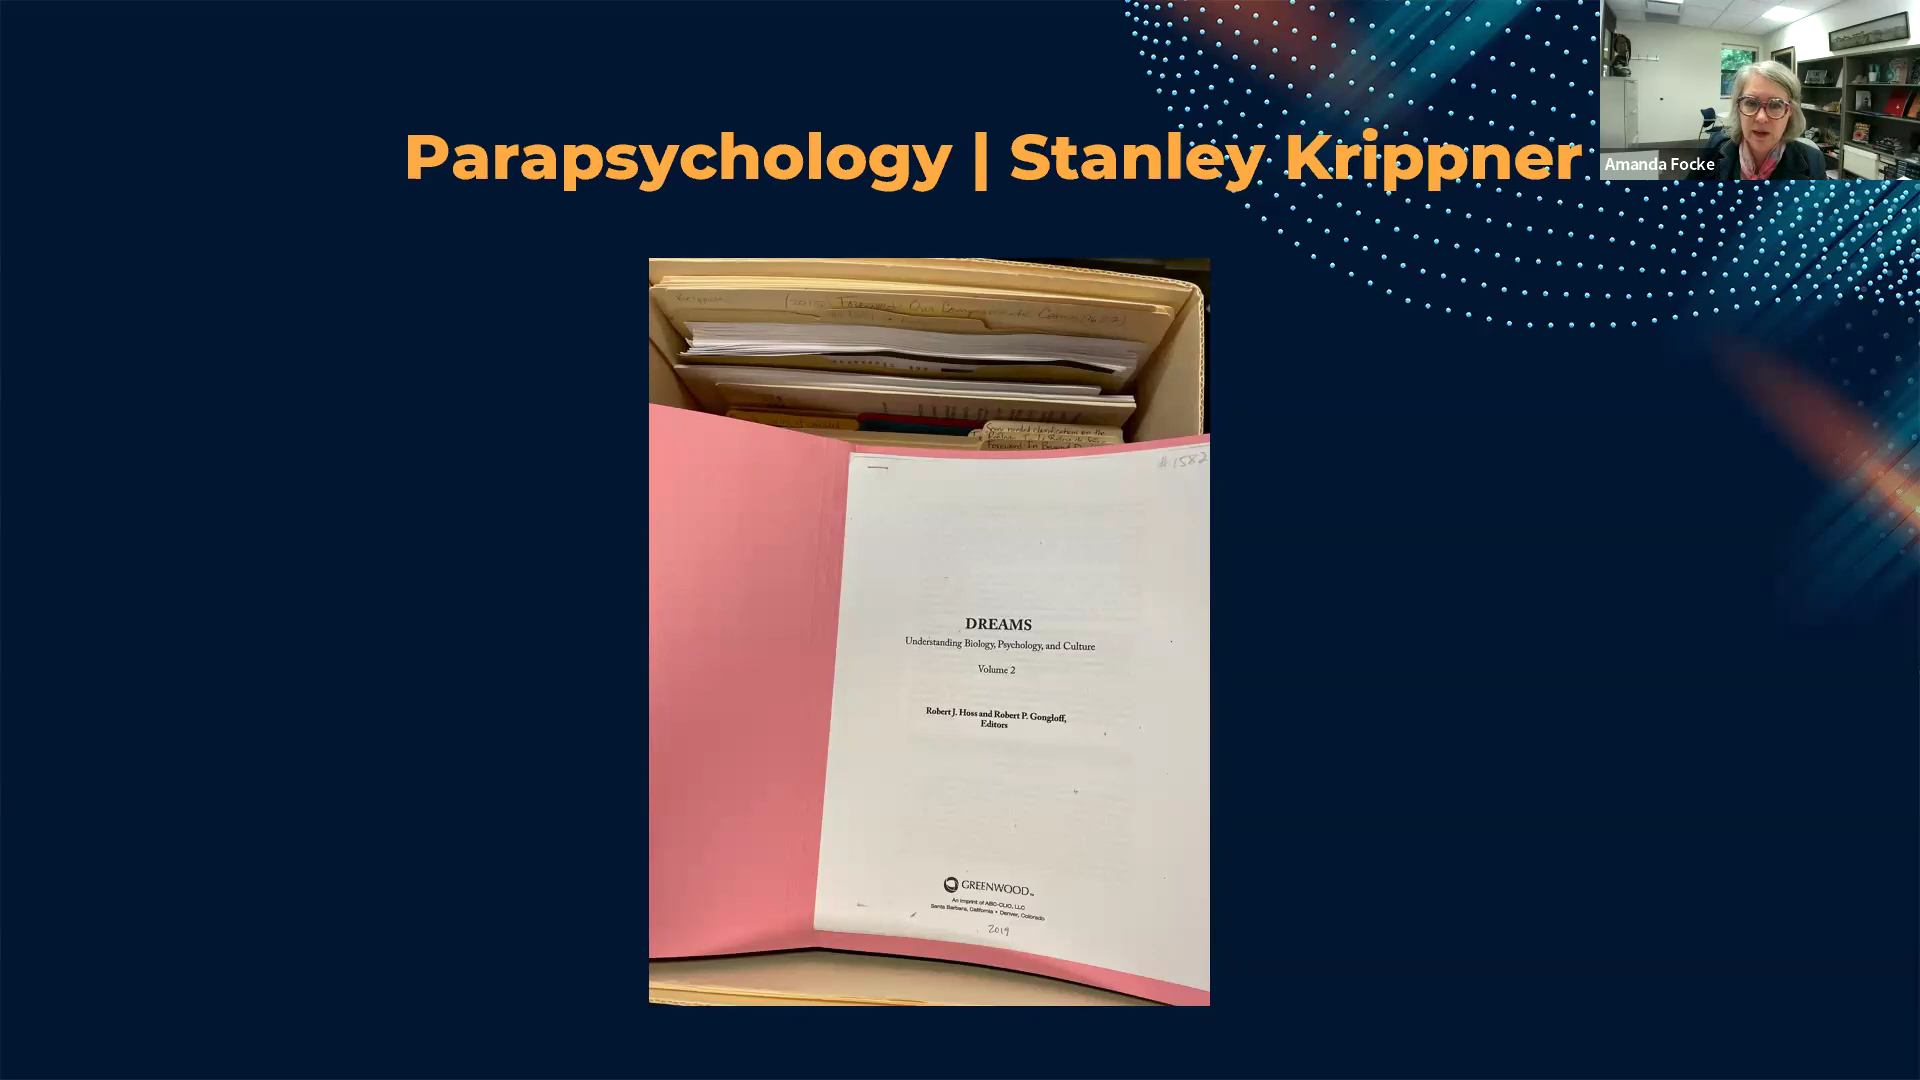 Parapsychology | Stanley Krippner
Amanda Focke
#1582
DREAMS
Understanding Biology, Psychology, and Culture
Volume 2
Robert J. Hoss and Robert P. Gongloff,
Editors
GREENWOOD™
An Imprint of ABC-CLIO, LLC
Santa Barbara, California • Denver, Colorado
2019